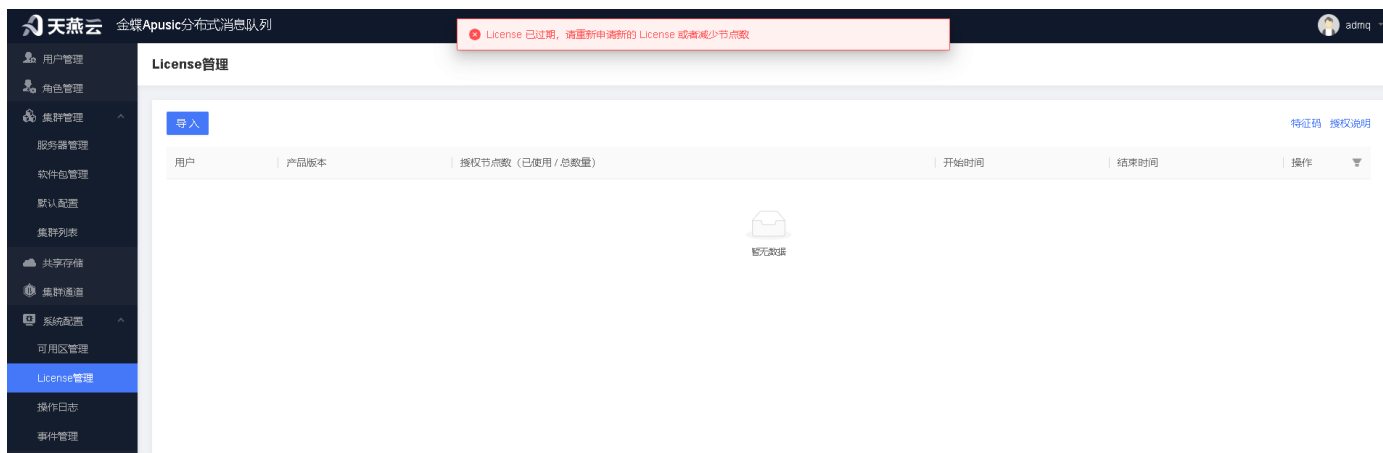 天燕云 金蝶Apusic分布式消息队列
License 已过期，请重新申请新的 License 或者减少节点数
admq
用户管理
License管理
角色管理
集群管理
导入
特征码 授权说明
服务器管理
用户 产品版本 授权节点数（已使用 / 总数量） 开始时间 结束时间 操作
软件包管理
默认配置
集群列表
暂无数据
共享存储
集群通道
系统配置
可用区管理
License管理
操作日志
事件管理